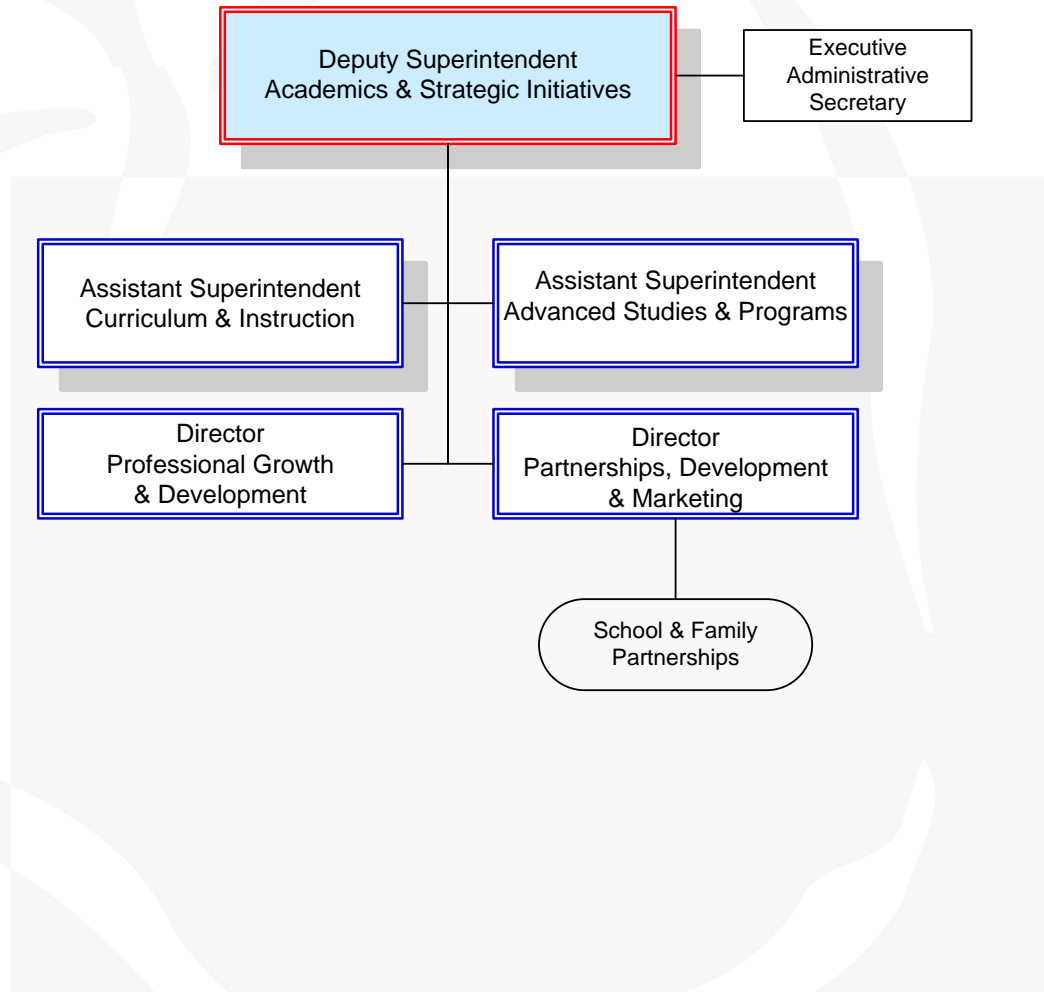 Deputy Superintendent
Academics & Strategic Initiatives
Executive
Administrative
Secretary
Assistant Superintendent
Curriculum & Instruction
Assistant Superintendent
Advanced Studies & Programs
Director
Professional Growth
& Development
Director
Partnerships, Development
& Marketing
School & Family
Partnerships